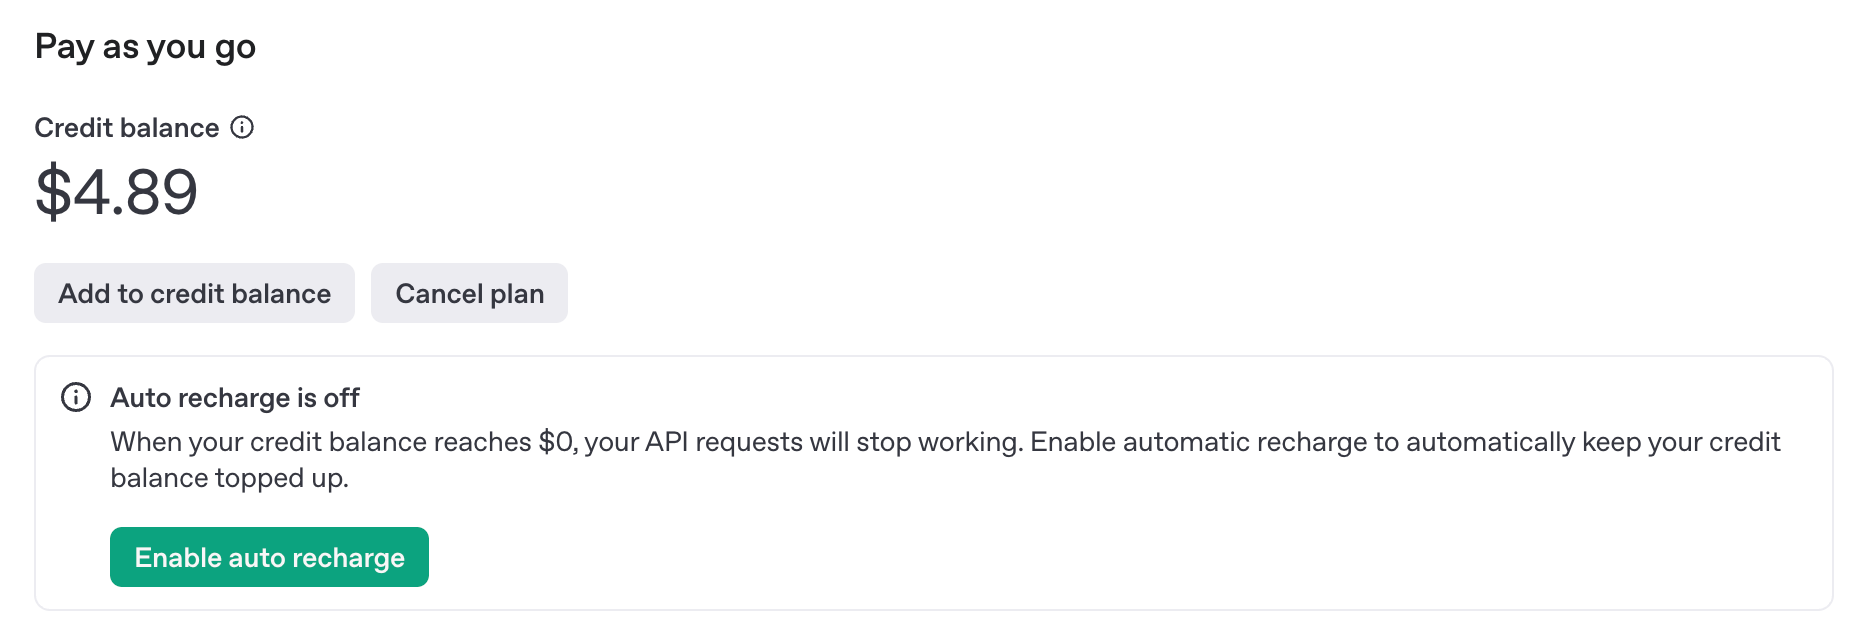 Pay as you go
Credit balance
$4.89
Add to credit balance
Cancel plan
Auto recharge is off
When your credit balance reaches $0, your API requests will stop working. Enable automatic recharge to automatically keep your credit
balance topped up.
Enable auto recharge